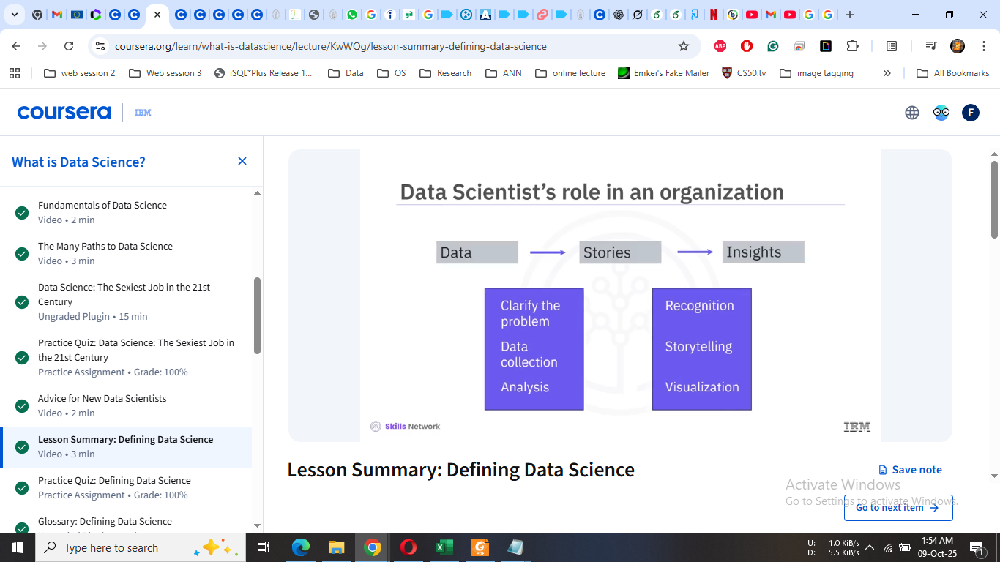 coursera.org/learn/what-is-datascience/lecture/KwWQg/lesson-summary-defining-data-science
web session 2
Web session 3
iSQL*Plus Release 1...
Data
OS
Research
ANN
online lecture
Emkei's Fake Mailer
CS50.tv
image tagging
All Bookmarks
coursera
IBM
F
What is Data Science?
Fundamentals of Data Science
Video • 2 min
The Many Paths to Data Science
Video • 3 min
Data Science: The Sexiest Job in the 21st
Century
Ungraded Plugin • 15 min
Practice Quiz: Data Science: The Sexiest Job in
the 21st Century
Practice Assignment • Grade: 100%
Advice for New Data Scientists
Video • 2 min
Lesson Summary: Defining Data Science
Video • 3 min
Practice Quiz: Defining Data Science
Practice Assignment • Grade: 100%
Glossary: Defining Data Science
Data Scientist's role in an organization
Data
Stories
Insights
Clarify the
problem
Data
collection
Analysis
Recognition
Storytelling
Visualization
Skills Network
IBM
Lesson Summary: Defining Data Science
Save note
Activate Windows
Go to Settings to activate Windows.
Go to next item
Type here to search
U: 1.0 KiB/s
D: 5.5 KiB/s
1:54 AM
09-Oct-25
1